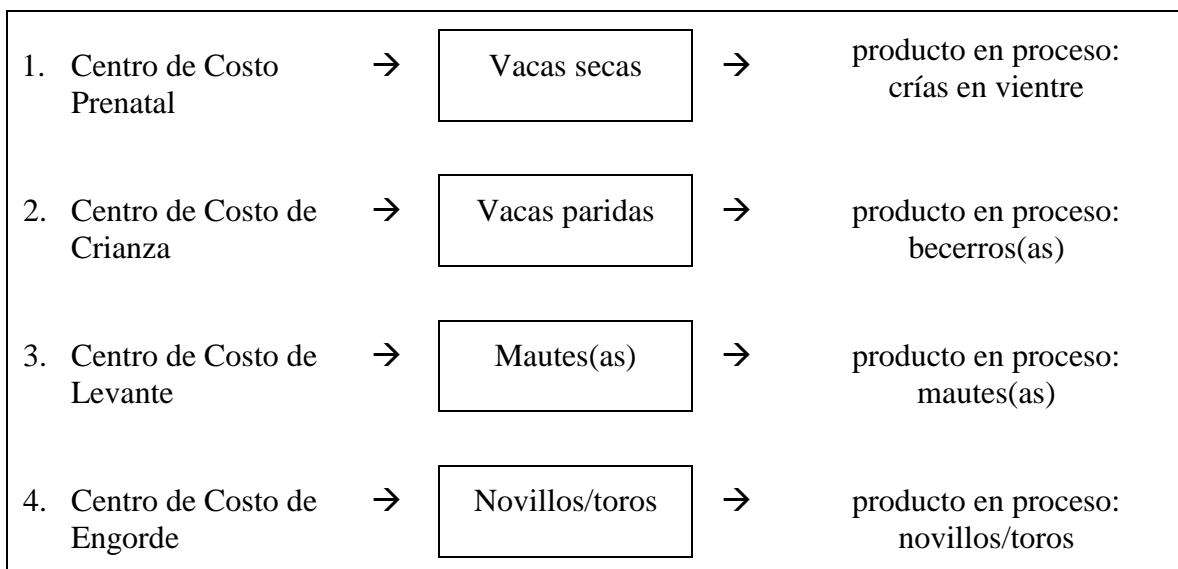 1. Centro de Costo → Vacas secas → producto en proceso:
Prenatal crías en vientre
2. Centro de Costo de → Vacas paridas → producto en proceso:
Crianza becerros(as)
3. Centro de Costo de → Mautes(as) → producto en proceso:
Levante mautes(as)
4. Centro de Costo de → Novillos/toros → producto en proceso:
Engorde novillos/toros